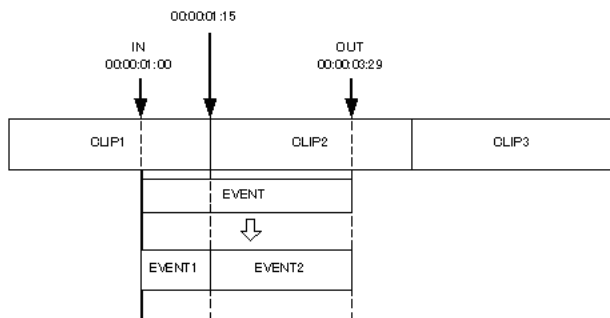 00:00:01:15
IN
00:00:01:00
OUT
00:00:03:29
CLIP1
CLIP2
CLIP3
EVENT
EVENT1
EVENT2